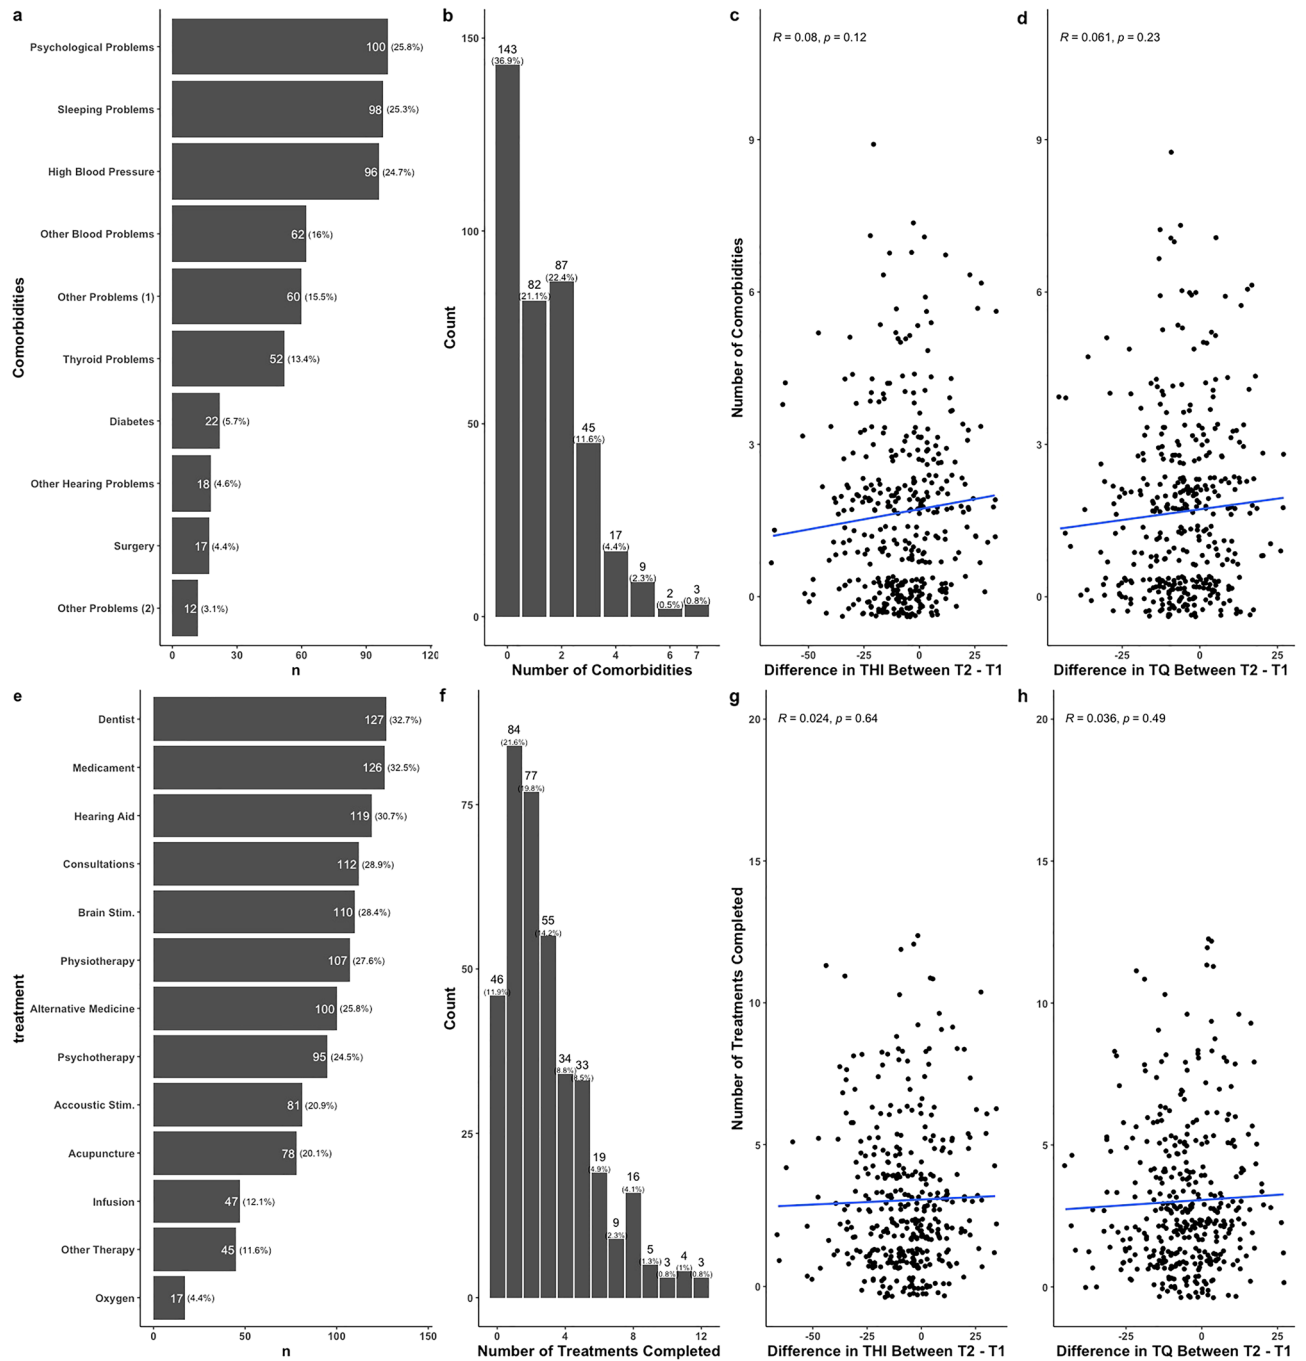 a
Comorbidities
Psychological Problems 100 (25.8%)
Sleeping Problems 98 (25.3%)
High Blood Pressure 96 (24.7%)
Other Blood Problems 62 (16%)
Other Problems (1) 60 (15.5%)
Thyroid Problems 52 (13.4%)
Diabetes 22 (5.7%)
Other Hearing Problems 18 (4.6%)
Surgery 17 (4.4%)
Other Problems (2) 12 (3.1%)
0 30 60 90 120
n
b
Count
150
100
50
0
143
(36.9%)
82
(21.1%)
87
(22.4%)
45
(11.6%)
17
(4.4%)
9
(2.3%)
2
(0.5%)
3
(0.8%)
0 2 4 6 7
Number of Comorbidities
c
R = 0.08, p = 0.12
Number of Comorbidities
9
6
3
0
-50 -25 0 25
Difference in THI Between T2 - T1
d
R = 0.061, p = 0.23
9
6
3
0
-25 0 25
Difference in TQ Between T2 - T1
e
treatment
Dentist 127 (32.7%)
Medicament 126 (32.5%)
Hearing Aid 119 (30.7%)
Consultations 112 (28.9%)
Brain Stim. 110 (28.4%)
Physiotherapy 107 (27.6%)
Alternative Medicine 100 (25.8%)
Psychotherapy 95 (24.5%)
Accoustic Stim. 81 (20.9%)
Acupuncture 78 (20.1%)
Infusion 47 (12.1%)
Other Therapy 45 (11.6%)
Oxygen 17 (4.4%)
0 50 100 150
n
f
Count
75
50
25
0
46
(11.9%)
84
(21.6%)
77
(19.8%)
55
(14.2%)
34
(8.8%)
33
(8.5%)
19
(4.9%)
9
(2.3%)
16
(4.1%)
5
(1.3%)
3
(0.8%)
4
(1%)
3
(0.8%)
0 4 8 12
Number of Treatments Completed
g
R = 0.024, p = 0.64
Number of Treatments Completed
20
15
10
5
0
-50 -25 0 25
Difference in THI Between T2 - T1
h
R = 0.036, p = 0.49
20
15
10
5
0
-25 0 25
Difference in TQ Between T2 - T1